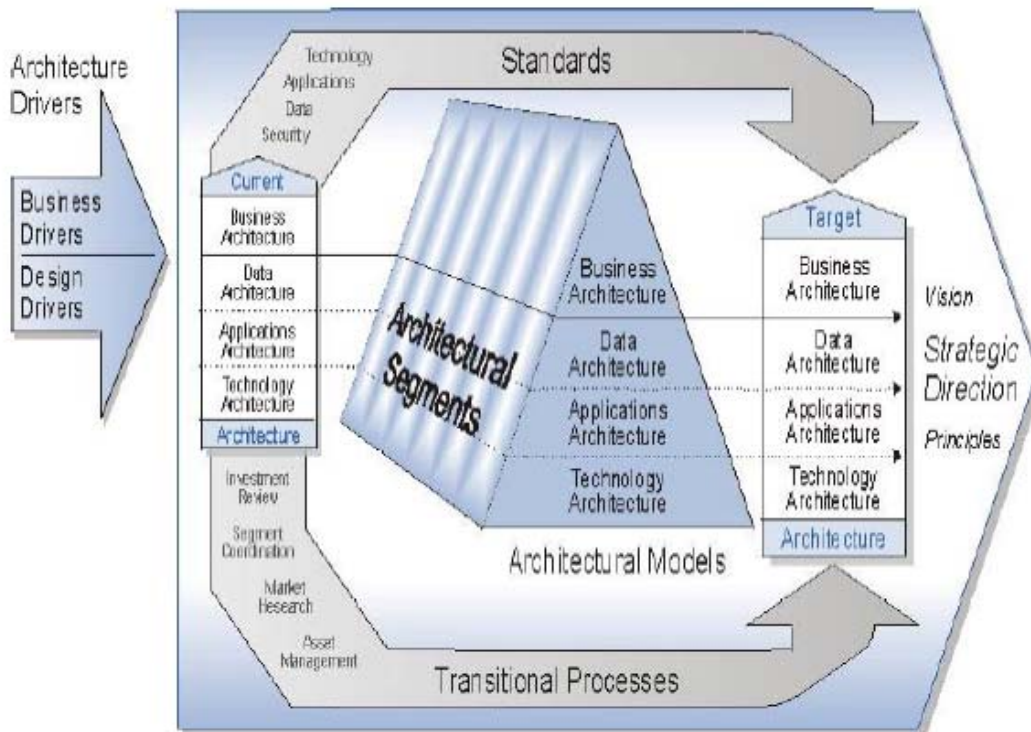 Architecture
Drivers
Business
Drivers
Design
Drivers
Technology
Applications
Data
Security
Standards
Current
Business
Architecture
Data
Architecture
Applications
Architecture
Technology
Architecture
Architecture
Investment
Review
Segment
Coordination
Market
Research
Asset
Management
Transitional Processes
Architectural
Segments
Business
Architecture
Data
Architecture
Applications
Architecture
Technology
Architecture
Architectural Models
Target
Business
Architecture
Data
Architecture
Applications
Architecture
Technology
Architecture
Architecture
Vision
Strategic
Direction
Principles